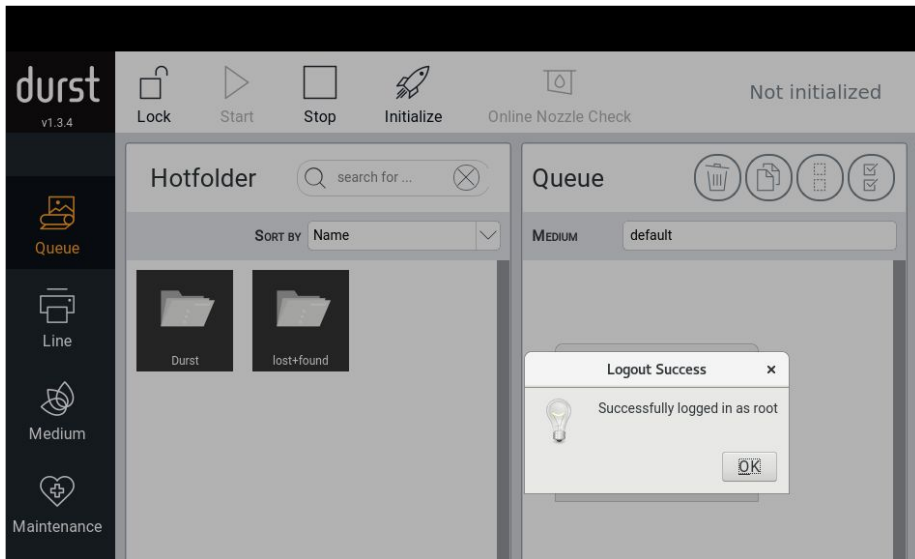 durst
v1.3.4
Lock
Start
Stop
Initialize
Online Nozzle Check
Not initialized
Hotfolder
search for ...
Queue
SORT BY Name
MEDIUM default
Queue
Durst
lost+found
Line
Logout Success ×
Successfully logged in as root
OK
Medium
Maintenance